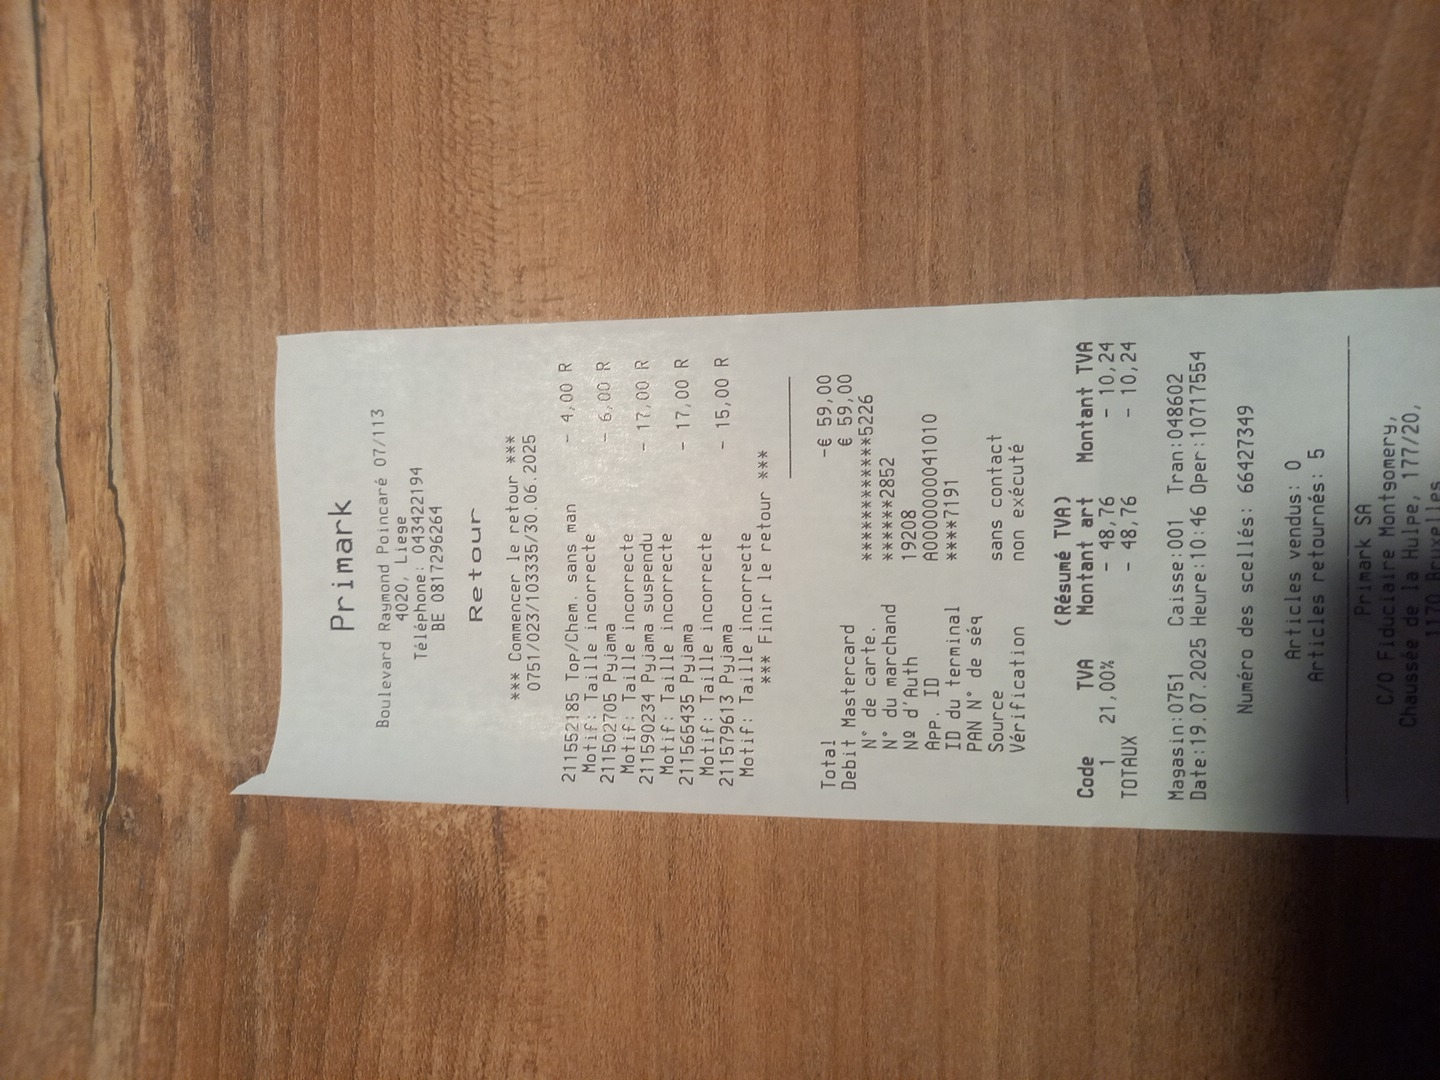 Primark
Boulevard Raymond Poincaré 07/113
4020, Liege
Téléphone: 043422194
BE 0817296264
Retour
*** Commencer le retour ***
0751/023/103335/30.06.2025
211552185 Top/Chem. sans man - 4,00 R
Motif: Taille incorrecte
211502705 Pyjama - 6,00 R
Motif: Taille incorrecte
211590234 Pyjama suspendu - 17,00 R
Motif: Taille incorrecte
211565435 Pyjama - 17,00 R
Motif: Taille incorrecte
211579613 Pyjama - 15,00 R
Motif: Taille incorrecte
*** Finir le retour ***
Total -€ 59,00
Debit Mastercard € 59,00
N° de carte. ************5226
N° du marchand ******2852
Nº d'Auth 19208
App. ID A0000000041010
ID du terminal ****7191
PAN N° de séq
Source sans contact
Vérification non exécuté
(Résumé TVA)
Code TVA Montant art Montant TVA
1 21,00% - 48,76 - 10,24
TOTAUX - 48,76 - 10,24
Magasin:0751 Caisse:001 Tran:048602
Date:19.07.2025 Heure:10:46 Oper:10717554
Numéro des scellés: 66427349
Articles vendus: 0
Articles retournés: 5
Primark SA
C/O Fiduciaire Montgomery,
Chaussée de la Hulpe, 177/20,
1170 Bruxelles